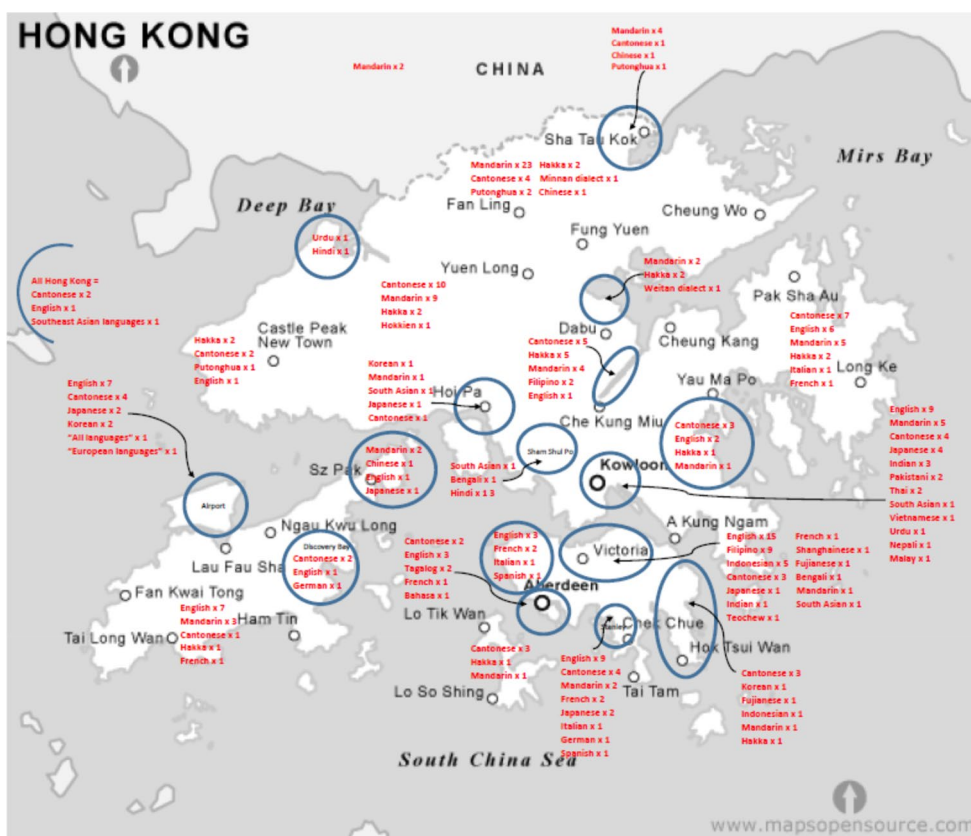 HONG KONG
Mandarin x 2
CHINA
Mandarin x 4
Cantonese x 1
Chinese x 1
Putonghua x 1
Sha Tau Kok
Mirs Bay
Mandarin x 23 Hakka x 2
Cantonese x 4 Minnan dialect x 1
Putonghua x 2 Chinese x 1
Deep Bay
Fan Ling
Cheung Wo
Fung Yuen
Urdu x 1
Hindi x 1
Yuen Long
Mandarin x 2
Hakka x 2
Weitan dialect x 1
Pak Sha Au
All Hong Kong =
Cantonese x 2
English x 1
Southeast Asian languages x 1
Cantonese x 10
Mandarin x 9
Hakka x 2
Hokkien x 1
Castle Peak
New Town
Hakka x 2
Cantonese x 2
Putonghua x 1
English x 1
Dabu
Cheung Kang
Cantonese x 7
English x 6
Mandarin x 5
Hakka x 2
Italian x 1
French x 1
Long Ke
Cantonese x 5
Hakka x 5
Mandarin x 4
Filipino x 2
English x 1
Korean x 1
Mandarin x 1
South Asian x 1
Japanese x 1
Cantonese x 1
Hoi Pa
Yau Ma Po
Che Kung Miu
English x 7
Cantonese x 4
Japanese x 2
Korean x 2
"All languages" x 1
"European languages" x 1
Cantonese x 3
English x 2
Hakka x 1
Mandarin x 1
English x 9
Mandarin x 5
Cantonese x 4
Japanese x 4
Indian x 3
Pakistani x 2
Thai x 2
South Asian x 1
Vietnamese x 1
Urdu x 1
Nepali x 1
Malay x 1
Mandarin x 2
Chinese x 1
English x 1
Japanese x 1
Sz Pak
Sham Shui Po
South Asian x 1
Bengali x 1
Hindi x 1 3
Kowloon
Airport
Ngau Kwu Long
A Kung Ngam
Lau Fau Sha
Discovery Bay
Cantonese x 2
English x 1
German x 1
Cantonese x 2
English x 3
Tagalog x 2
French x 1
Bahasa x 1
English x 3
French x 2
Italian x 1
Spanish x 1
Victoria
English x 15 French x 1
Filipino x 9 Shanghainese x 1
Indonesian x 5 Fujianese x 1
Cantonese x 3 Bengali x 1
Japanese x 1 Mandarin x 1
Indian x 1 South Asian x 1
Teochew x 1
Aberdeen
Fan Kwai Tong
Lo Tik Wan
Ham Tin
Chek Chue
Tai Long Wan
English x 7
Mandarin x 3
Cantonese x 1
Hakka x 1
French x 1
Hok Tsui Wan
Cantonese x 3
Hakka x 1
Mandarin x 1
English x 9
Cantonese x 4
Mandarin x 2
French x 2
Japanese x 2
Italian x 1
German x 1
Spanish x 1
Tai Tam
Lo So Shing
Cantonese x 3
Korean x 1
Fujianese x 1
Indonesian x 1
Mandarin x 1
Hakka x 1
South China Sea
www.mapsopensource.com